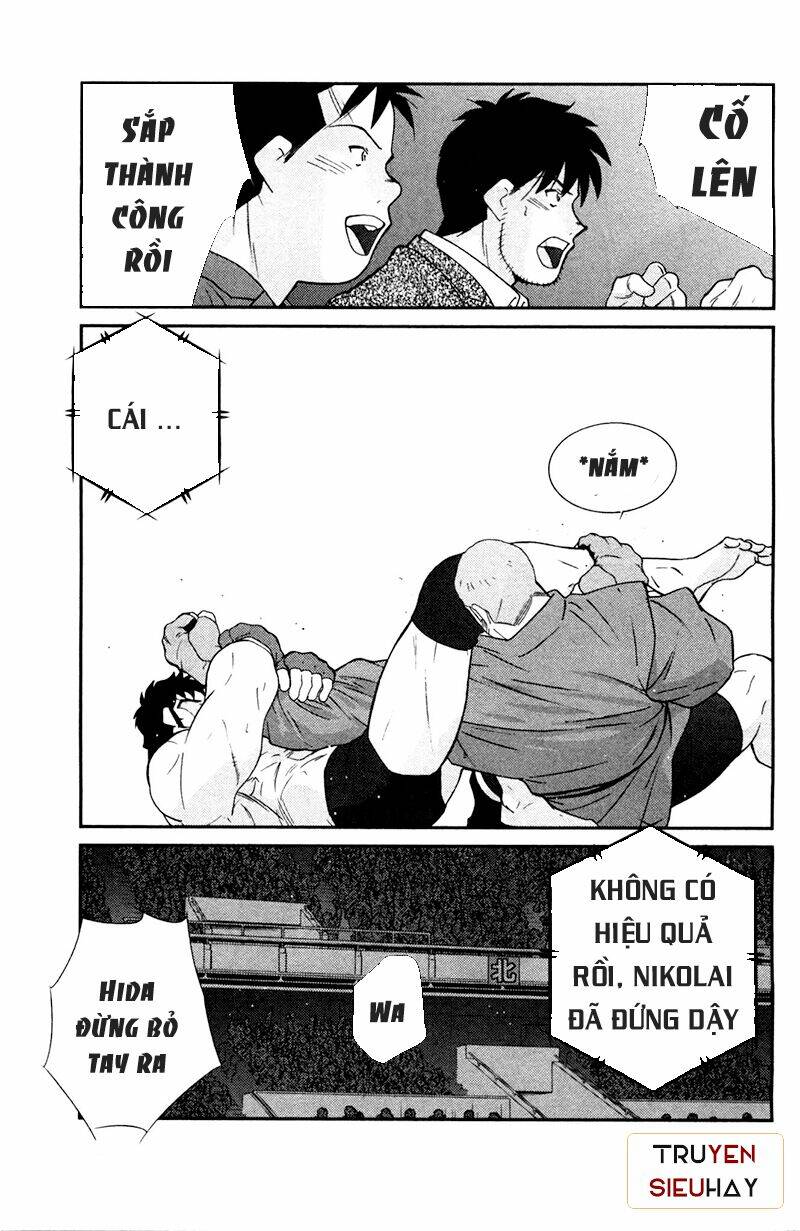 SẮP
THÀNH
CÔNG
RỒI
CỐ
LÊN
CÁI ...
*NẮM*
KHÔNG CÓ
HIỆU QUẢ
RỒI, NIKOLAI
ĐÃ ĐỨNG DẬY
北
WA
HIDA
ĐỪNG BỎ
TAY RA
TRUYEN
SIEUHAY